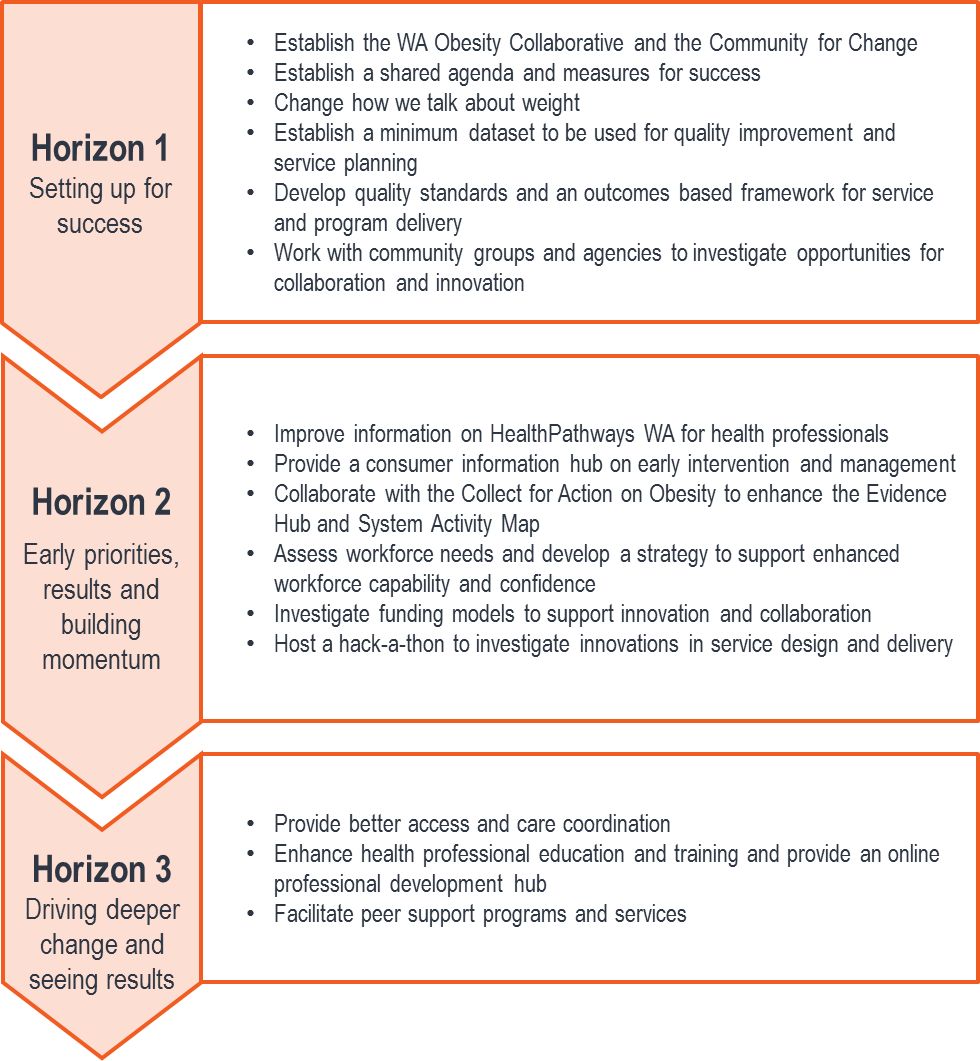 Horizon 1
Setting up for
success
• Establish the WA Obesity Collaborative and the Community for Change
• Establish a shared agenda and measures for success
• Change how we talk about weight
• Establish a minimum dataset to be used for quality improvement and
service planning
• Develop quality standards and an outcomes based framework for service
and program delivery
• Work with community groups and agencies to investigate opportunities for
collaboration and innovation
Horizon 2
Early priorities,
results and
building
momentum
• Improve information on HealthPathways WA for health professionals
• Provide a consumer information hub on early intervention and management
• Collaborate with the Collect for Action on Obesity to enhance the Evidence
Hub and System Activity Map
• Assess workforce needs and develop a strategy to support enhanced
workforce capability and confidence
• Investigate funding models to support innovation and collaboration
• Host a hack-a-thon to investigate innovations in service design and delivery
Horizon 3
Driving deeper
change and
seeing results
• Provide better access and care coordination
• Enhance health professional education and training and provide an online
professional development hub
• Facilitate peer support programs and services